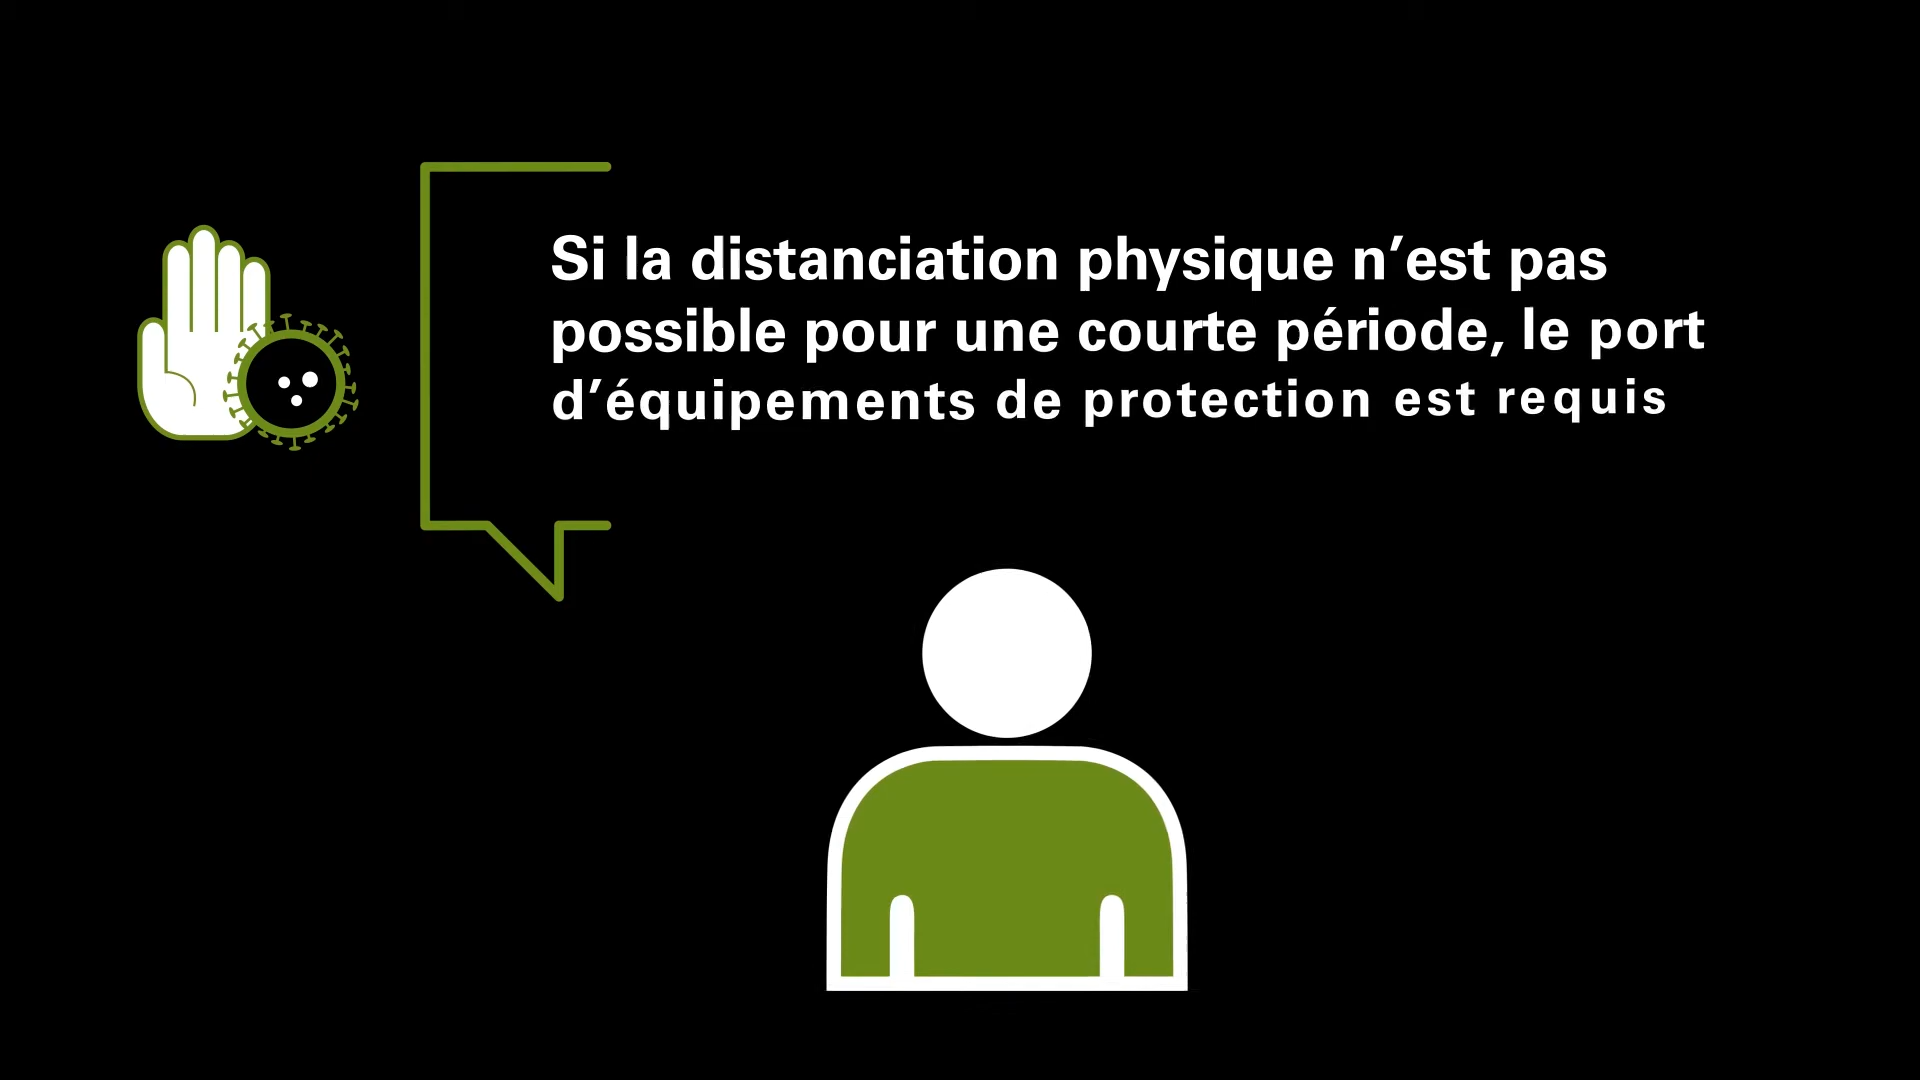 Si la distanciation physique n’est pas
possible pour une courte période, le port
d’équipements de protection est requis